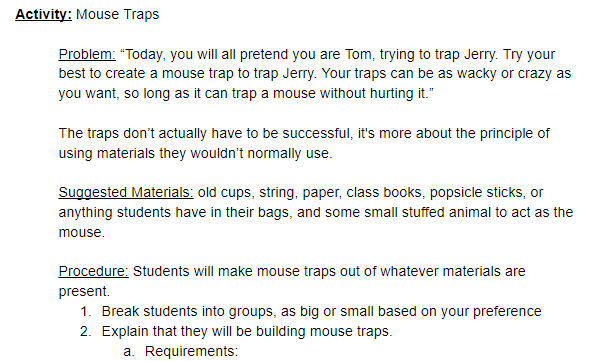 Activity: Mouse Traps
Problem: “Today, you will all pretend you are Tom, trying to trap Jerry. Try your
best to create a mouse trap to trap Jerry. Your traps can be as wacky or crazy as
you want, so long as it can trap a mouse without hurting it.”
The traps don’t actually have to be successful, it's more about the principle of
using materials they wouldn’t normally use.
Suggested Materials: old cups, string, paper, class books, popsicle sticks, or
anything students have in their bags, and some small stuffed animal to act as the
mouse.
Procedure: Students will make mouse traps out of whatever materials are
present.
1. Break students into groups, as big or small based on your preference
2. Explain that they will be building mouse traps.
a. Requirements: